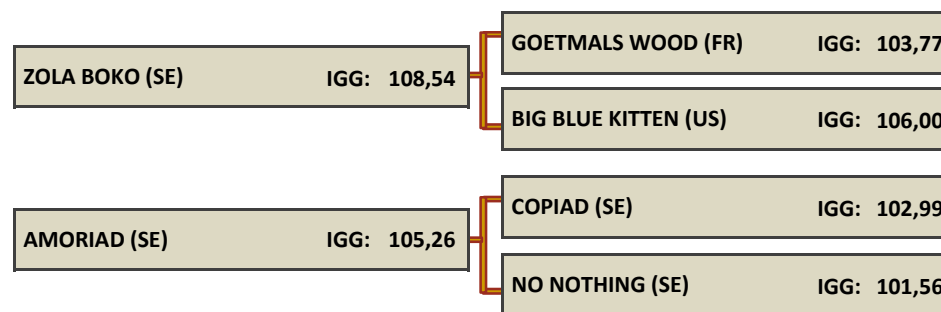 GOETMALS WOOD (FR) IGG: 103,77
ZOLA BOKO (SE) IGG: 108,54
BIG BLUE KITTEN (US) IGG: 106,00
COPIAD (SE) IGG: 102,99
AMORIAD (SE) IGG: 105,26
NO NOTHING (SE) IGG: 101,56